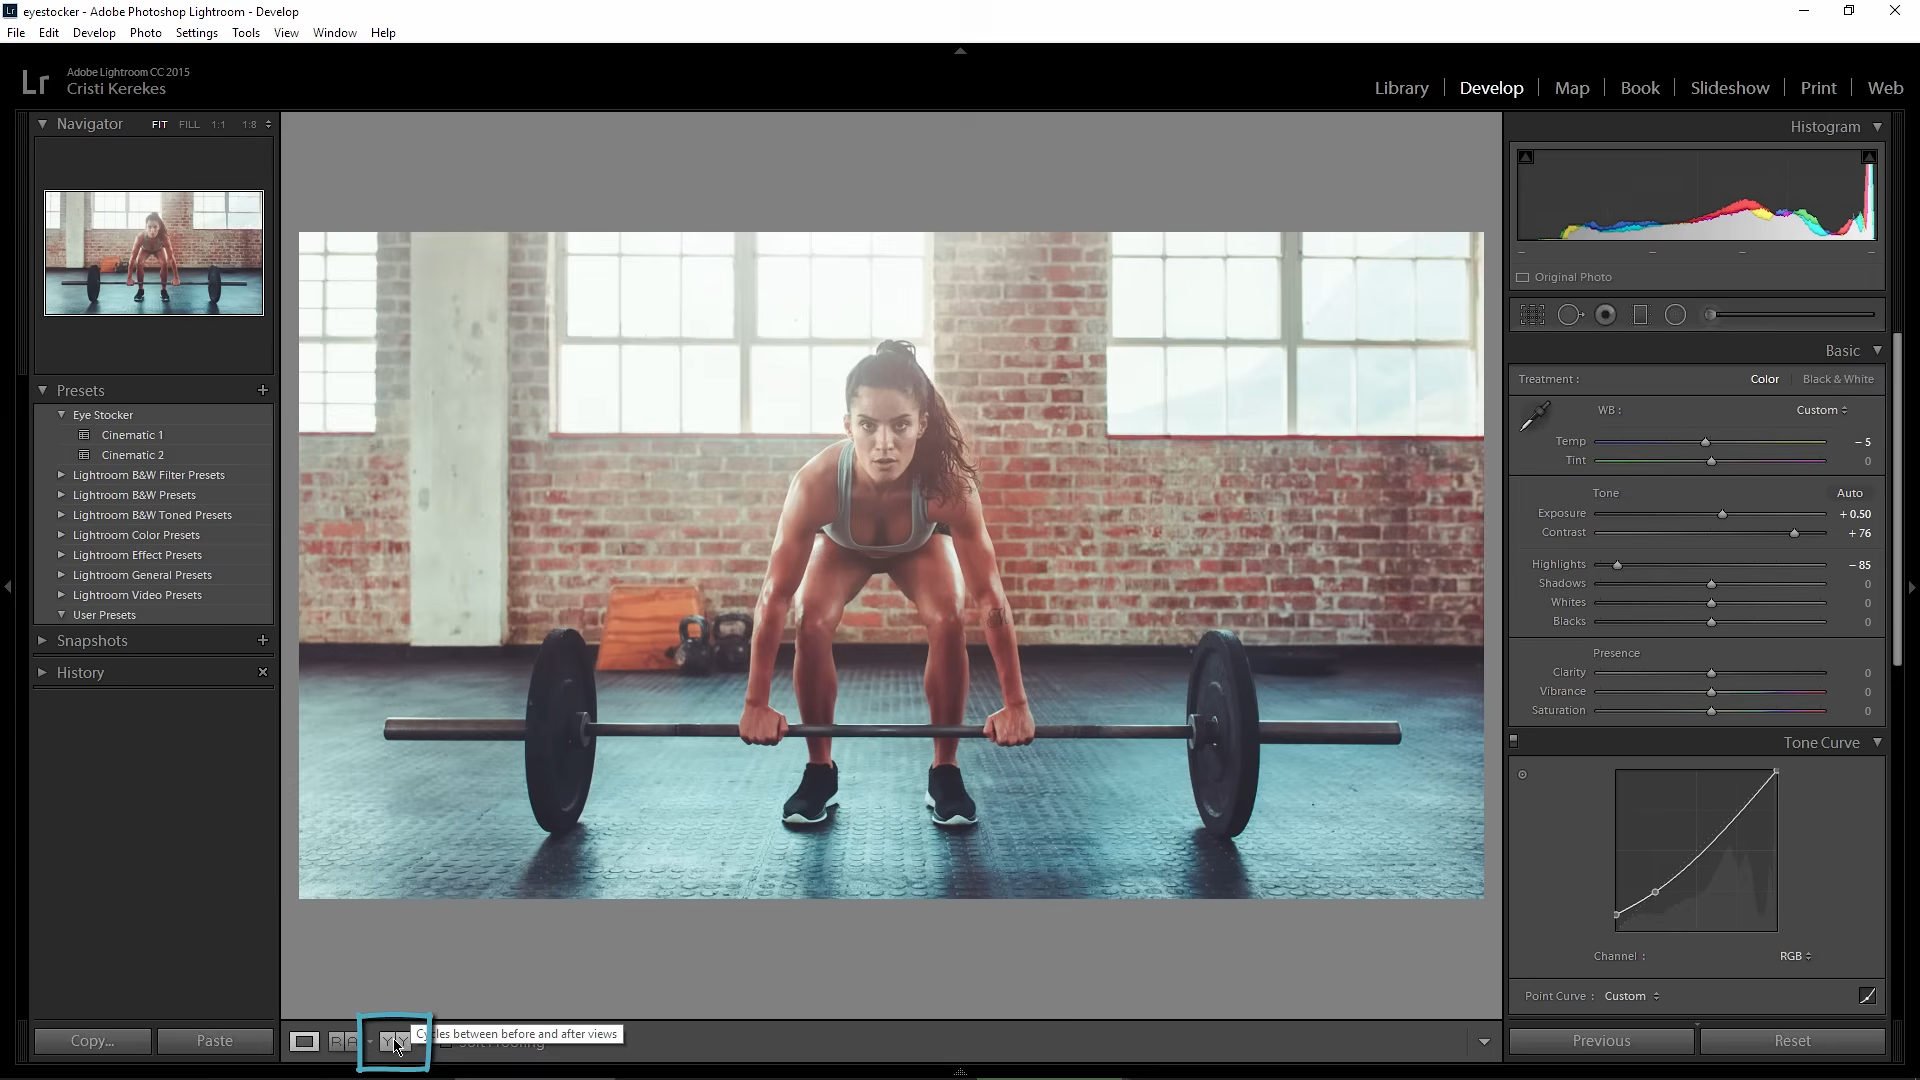 eyestocker - Adobe Photoshop Lightroom - Develop
File Edit Develop Photo Settings Tools View Window Help
Lr
Adobe Lightroom CC 2015
Cristi Kerekes
Library | Develop | Map | Book | Slideshow | Print | Web
Navigator FIT FILL 1:1 1:8
Presets +
Eye Stocker
Cinematic 1
Cinematic 2
Lightroom B&W Filter Presets
Lightroom B&W Presets
Lightroom B&W Toned Presets
Lightroom Color Presets
Lightroom Effect Presets
Lightroom General Presets
Lightroom Video Presets
User Presets
Snapshots +
History ×
Copy... Paste
R A
Y Y
Cycles between before and after views
Soft Proofing
Histogram
Original Photo
Basic
Treatment : Color Black & White
WB : Custom
Temp - 5
Tint 0
Tone Auto
Exposure + 0.50
Contrast + 76
Highlights - 85
Shadows 0
Whites 0
Blacks 0
Presence
Clarity 0
Vibrance 0
Saturation 0
Tone Curve
Channel : RGB
Point Curve : Custom
Previous Reset